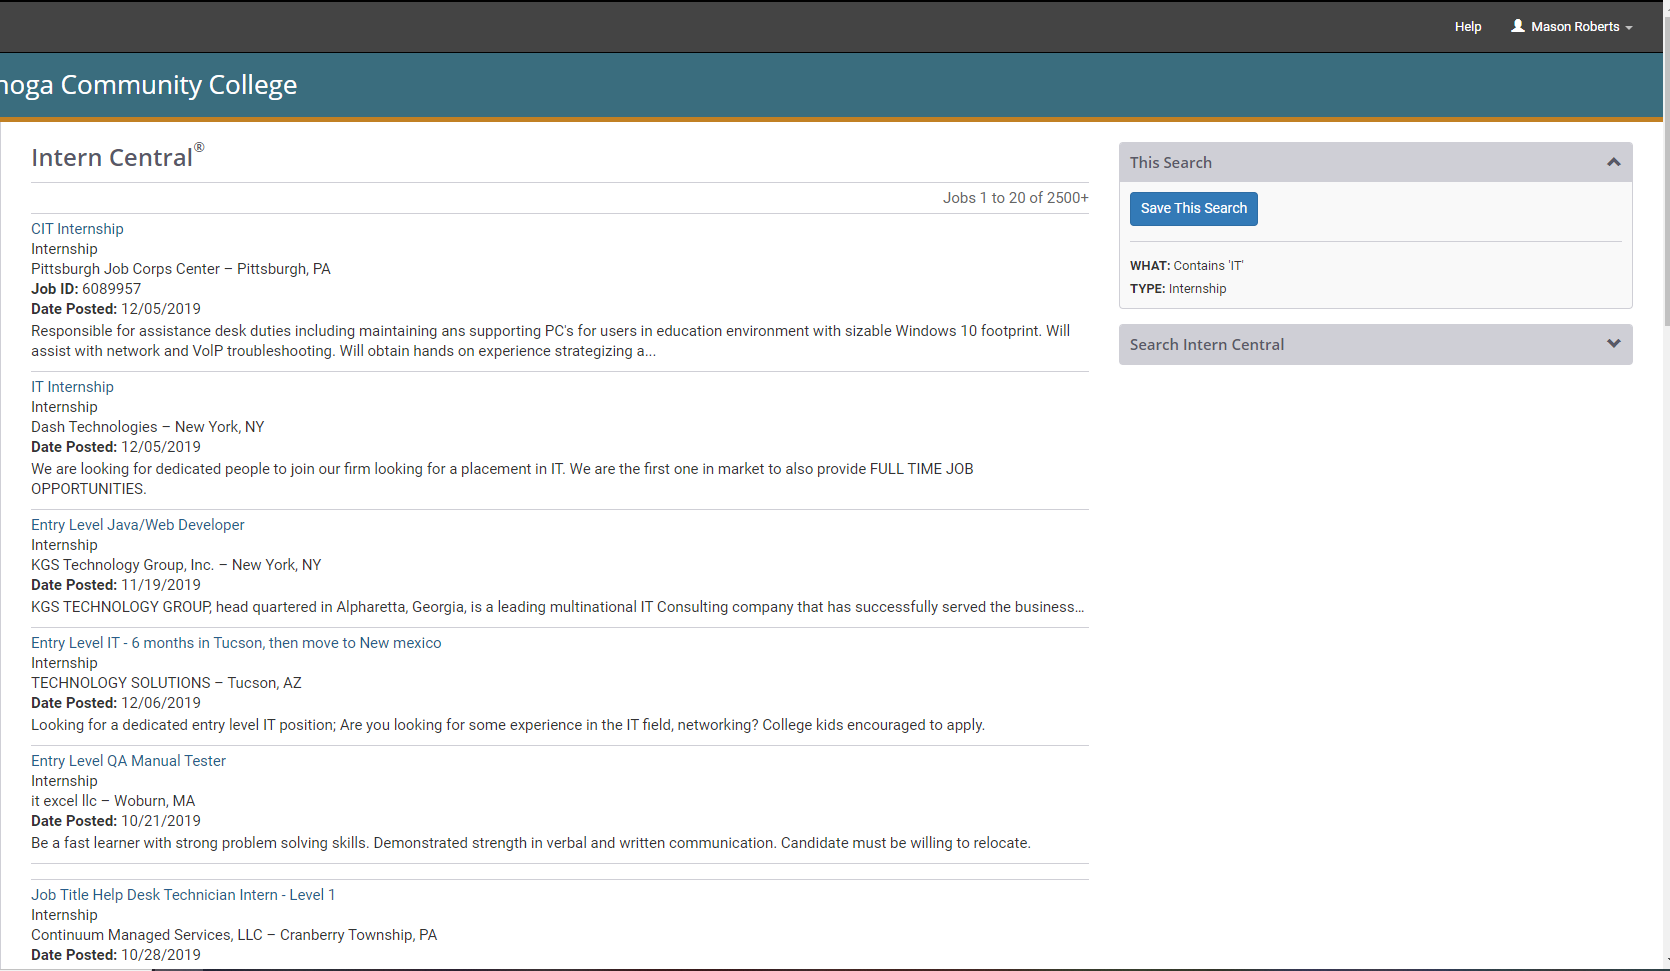 Help Mason Roberts
hoga Community College
Intern Central®
Jobs 1 to 20 of 2500+
CIT Internship
Internship
Pittsburgh Job Corps Center – Pittsburgh, PA
Job ID: 6089957
Date Posted: 12/05/2019
Responsible for assistance desk duties including maintaining ans supporting PC's for users in education environment with sizable Windows 10 footprint. Will
assist with network and VoIP troubleshooting. Will obtain hands on experience strategizing a...
IT Internship
Internship
Dash Technologies – New York, NY
Date Posted: 12/05/2019
We are looking for dedicated people to join our firm looking for a placement in IT. We are the first one in market to also provide FULL TIME JOB
OPPORTUNITIES.
Entry Level Java/Web Developer
Internship
KGS Technology Group, Inc. – New York, NY
Date Posted: 11/19/2019
KGS TECHNOLOGY GROUP, head quartered in Alpharetta, Georgia, is a leading multinational IT Consulting company that has successfully served the business...
Entry Level IT - 6 months in Tucson, then move to New mexico
Internship
TECHNOLOGY SOLUTIONS – Tucson, AZ
Date Posted: 12/06/2019
Looking for a dedicated entry level IT position; Are you looking for some experience in the IT field, networking? College kids encouraged to apply.
Entry Level QA Manual Tester
Internship
it excel llc – Woburn, MA
Date Posted: 10/21/2019
Be a fast learner with strong problem solving skills. Demonstrated strength in verbal and written communication. Candidate must be willing to relocate.
Job Title Help Desk Technician Intern - Level 1
Internship
Continuum Managed Services, LLC – Cranberry Township, PA
Date Posted: 10/28/2019
This Search
Save This Search
WHAT: Contains 'IT'
TYPE: Internship
Search Intern Central